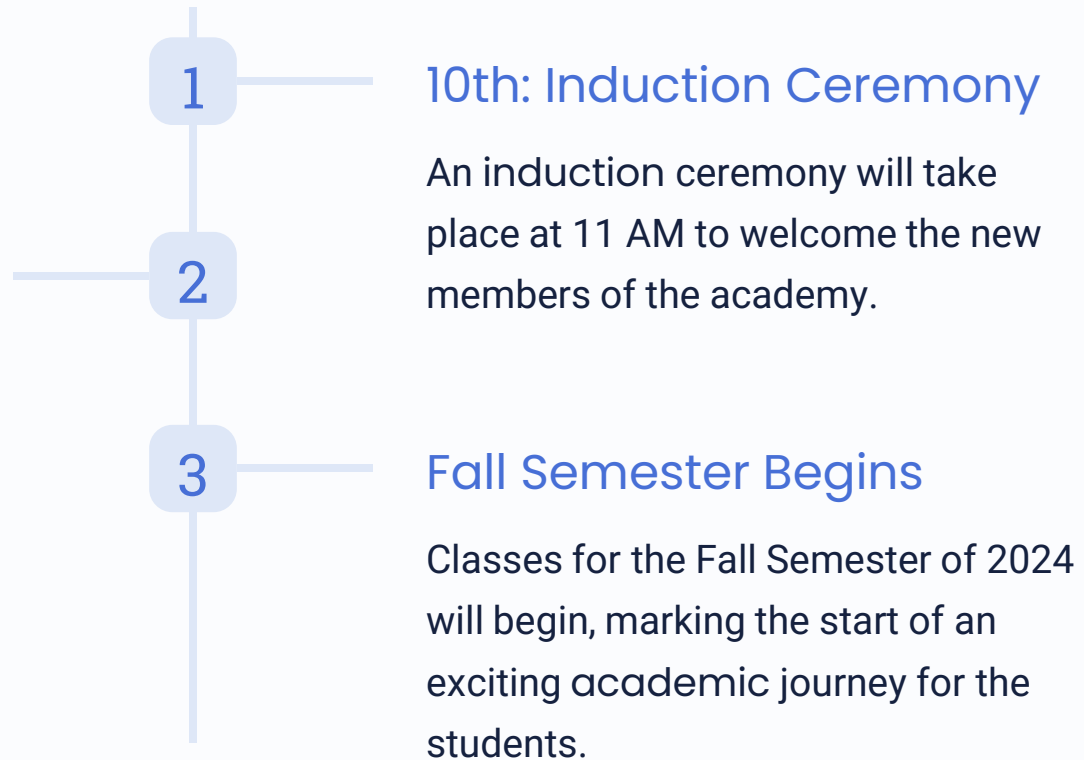 1
10th: Induction Ceremony
An induction ceremony will take
place at 11 AM to welcome the new
members of the academy.
2
3
Fall Semester Begins
Classes for the Fall Semester of 2024
will begin, marking the start of an
exciting academic journey for the
students.